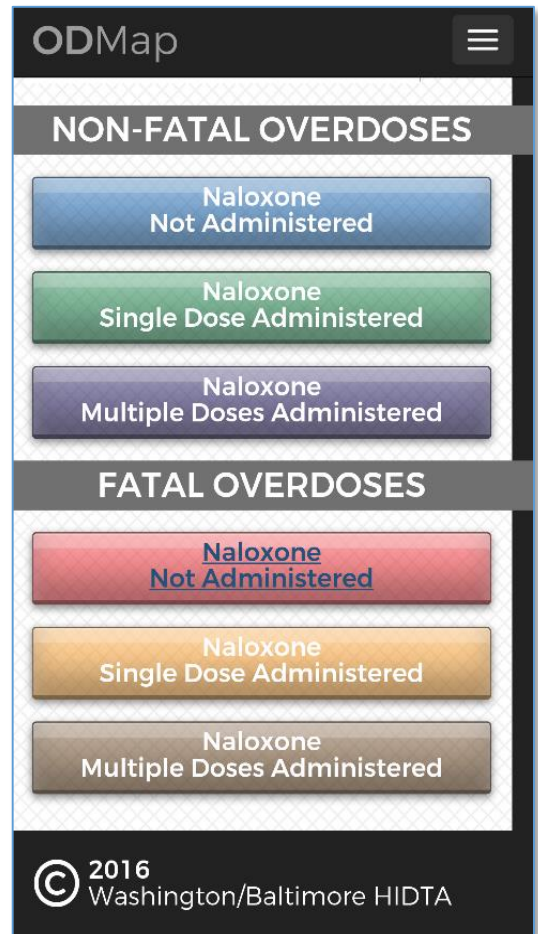 ODMap
NON-FATAL OVERDOSES
Naloxone
Not Administered
Naloxone
Single Dose Administered
Naloxone
Multiple Doses Administered
FATAL OVERDOSES
Naloxone
Not Administered
Naloxone
Single Dose Administered
Naloxone
Multiple Doses Administered
© 2016
Washington/Baltimore HIDTA